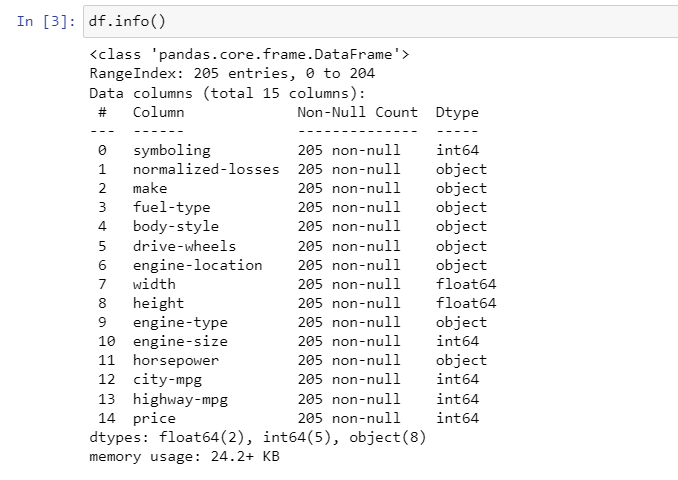 In [3]: df.info()
<class 'pandas.core.frame.DataFrame'>
RangeIndex: 205 entries, 0 to 204
Data columns (total 15 columns):
 #   Column             Non-Null Count  Dtype
---  ------             --------------  -----
 0   symboling          205 non-null    int64
 1   normalized-losses  205 non-null    object
 2   make               205 non-null    object
 3   fuel-type          205 non-null    object
 4   body-style         205 non-null    object
 5   drive-wheels       205 non-null    object
 6   engine-location    205 non-null    object
 7   width              205 non-null    float64
 8   height             205 non-null    float64
 9   engine-type        205 non-null    object
 10  engine-size        205 non-null    int64
 11  horsepower         205 non-null    object
 12  city-mpg           205 non-null    int64
 13  highway-mpg        205 non-null    int64
 14  price              205 non-null    int64
dtypes: float64(2), int64(5), object(8)
memory usage: 24.2+ KB